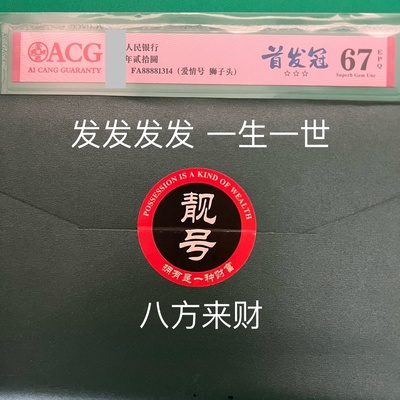 ACG
AI CANG GUARANTY
人民银行
年贰拾圆
FA88881314（爱情号 狮子头）
首发冠
☆☆☆
67
EPQ
Superb Gem Unc
发发发发 一生一世
POSSESSION IS A KIND OF WEALTH
靓号
拥有是一种财富
八方来财